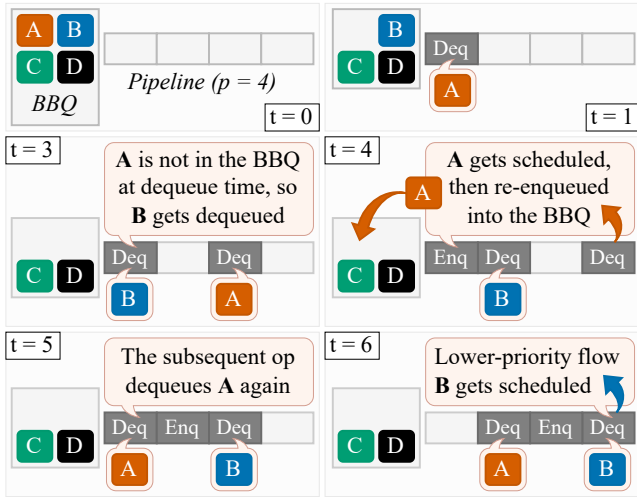 A B
C D
BBQ
Pipeline (p = 4)
t = 0
B
C D
Deq
A
t = 1
t = 3
A is not in the BBQ
at dequeue time, so
B gets dequeued
C D
Deq Deq
B A
t = 4
A gets scheduled,
then re-enqueued
into the BBQ
A
C D
Enq Deq Deq
B
t = 5
The subsequent op
dequeues A again
C D
Deq Enq Deq
A B
t = 6
Lower-priority flow
B gets scheduled
C D
Deq Enq Deq
A B